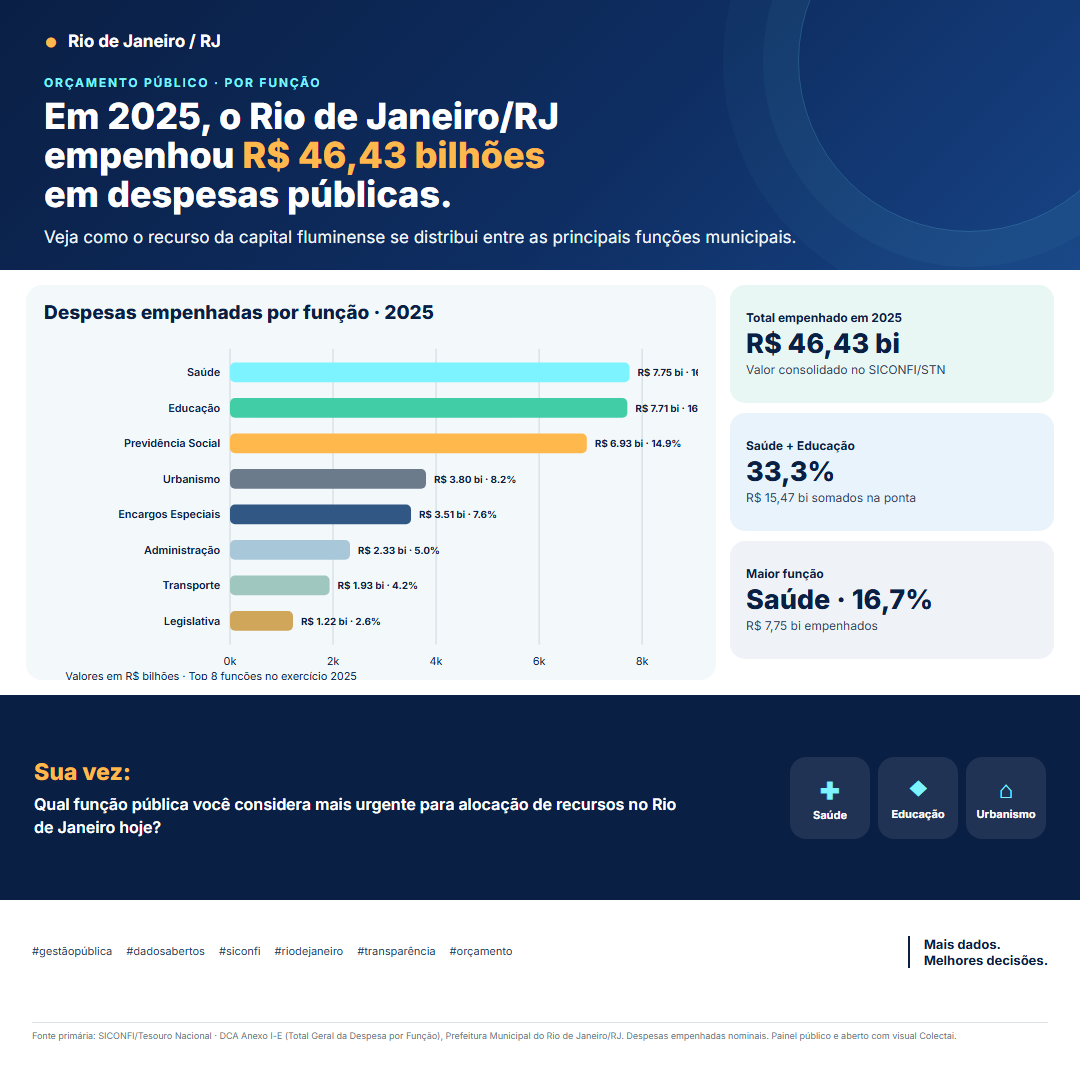 Rio de Janeiro / RJ
ORÇAMENTO PÚBLICO · POR FUNÇÃO
Em 2025, o Rio de Janeiro/RJ
empenhou R$ 46,43 bilhões
em despesas públicas.
Veja como o recurso da capital fluminense se distribui entre as principais funções municipais.
Despesas empenhadas por função · 2025
Saúde R$ 7.75 bi · 16
Educação R$ 7.71 bi · 16
Previdência Social R$ 6.93 bi · 14.9%
Urbanismo R$ 3.80 bi · 8.2%
Encargos Especiais R$ 3.51 bi · 7.6%
Administração R$ 2.33 bi · 5.0%
Transporte R$ 1.93 bi · 4.2%
Legislativa R$ 1.22 bi · 2.6%
0k 2k 4k 6k 8k
Valores em R$ bilhões · Top 8 funções no exercício 2025
Total empenhado em 2025
R$ 46,43 bi
Valor consolidado no SICONFI/STN
Saúde + Educação
33,3%
R$ 15,47 bi somados na ponta
Maior função
Saúde · 16,7%
R$ 7,75 bi empenhados
Sua vez:
Qual função pública você considera mais urgente para alocação de recursos no Rio
de Janeiro hoje?
Saúde
Educação
Urbanismo
#gestãopública #dadosabertos #siconfi #riodejaneiro #transparência #orçamento
Mais dados.
Melhores decisões.
Fonte primária: SICONFI/Tesouro Nacional · DCA Anexo I-E (Total Geral da Despesa por Função), Prefeitura Municipal do Rio de Janeiro/RJ. Despesas empenhadas nominais. Painel público e aberto com visual Colectai.